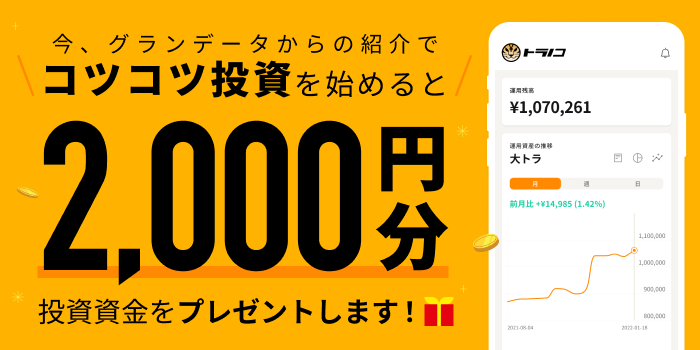 今、グランデータからの紹介で
コツコツ投資を始めると
2,000円分
投資資金をプレゼントします！
トラノコ
運用残高
¥1,070,261
運用資産の推移
大トラ
月 週 日
前月比 +¥14,985 (1.42%)
1,100,000
1,000,000
900,000
800,000
2021-08-04 2022-01-18